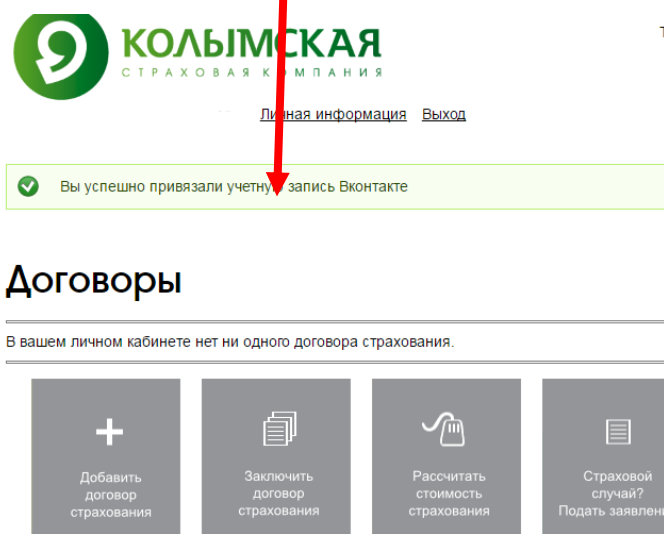 КОЛЫМСКАЯ
СТРАХОВАЯ КОМПАНИЯ
Личная информация Выход
Вы успешно привязали учетную запись Вконтакте
Договоры
В вашем личном кабинете нет ни одного договора страхования.
Добавить
договор
страхования
Заключить
договор
страхования
Рассчитать
стоимость
страхования
Страховой
случай?
Подать